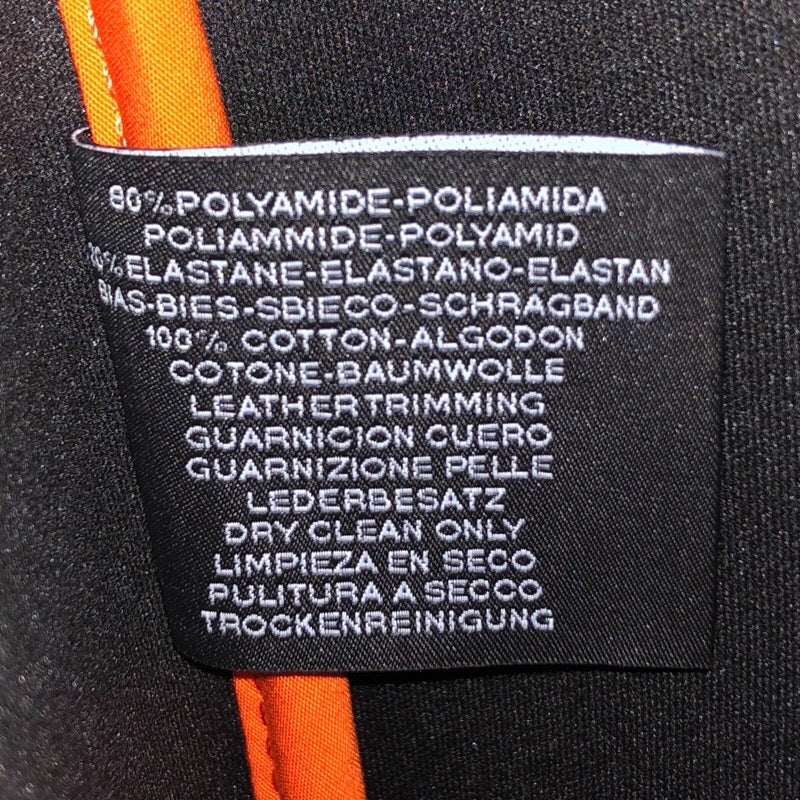 80%POLYAMIDE-POLIAMIDA
POLIAMMIDE-POLYAMID
20%ELASTANE-ELASTANO-ELASTAN
BIAS-BIES-SBIECO-SCHRÄGBAND
100% COTTON-ALGODON
COTONE-BAUMWOLLE
LEATHER TRIMMING
GUARNICION CUERO
GUARNIZIONE PELLE
LEDERBESATZ
DRY CLEAN ONLY
LIMPIEZA EN SECO
PULITURA A SECCO
TROCKENREINIGUNG